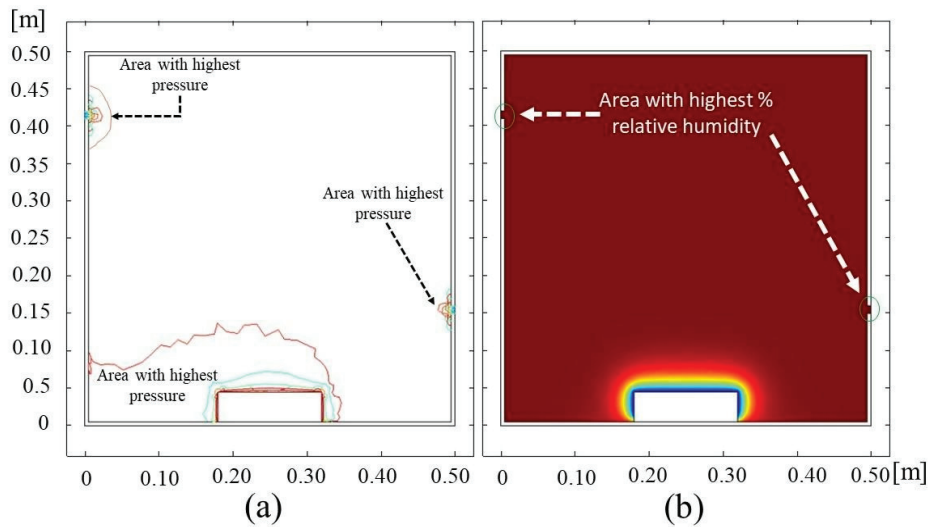 [m]
0.50
0.45
0.40
0.30
0.30
0.20
0.15
0.10
0.5
0
Area with highest
pressure
Area with highest
pressure
Area with highest
pressure
0 0.10 0.20 0.30 0.40 0.50
(a)
Area with highest %
relative humidity
0 0.10 0.20 0.30 0.40 0.50 [m]
(b)